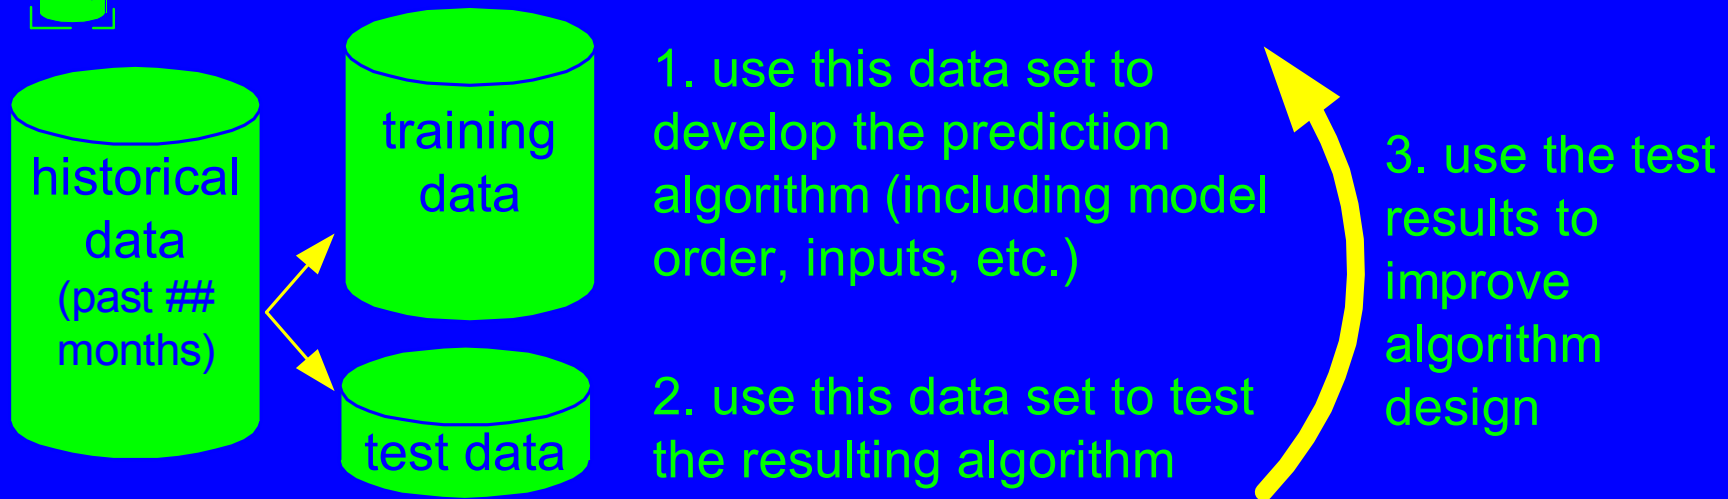 historical
data
(past ##
months)
training
data
test data
1. use this data set to
develop the prediction
algorithm (including model
order, inputs, etc.)
2. use this data set to test
the resulting algorithm
3. use the test
results to
improve
algorithm
design